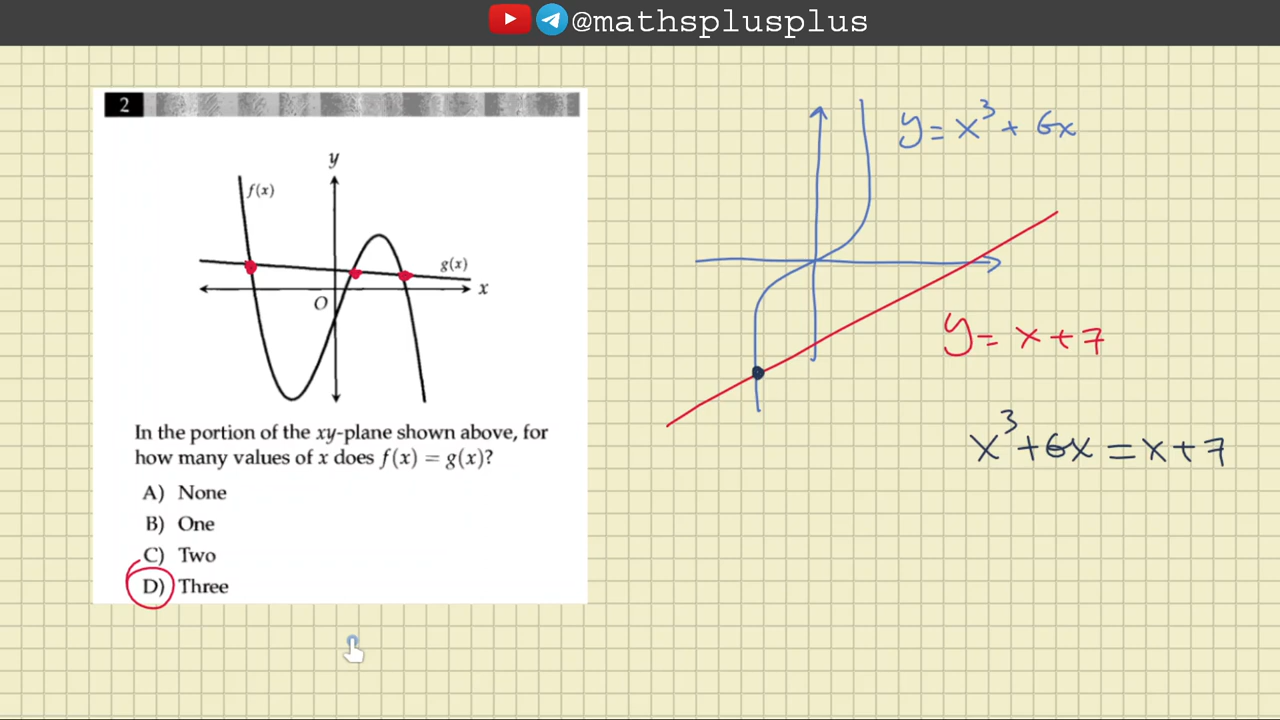 @mathsplusplus
2
y
f(x)
g(x)
x
O
In the portion of the xy-plane shown above, for
how many values of x does f(x) = g(x)?
A) None
B) One
C) Two
D) Three
y = x³ + 6x
y = x + 7
x³ + 6x = x + 7